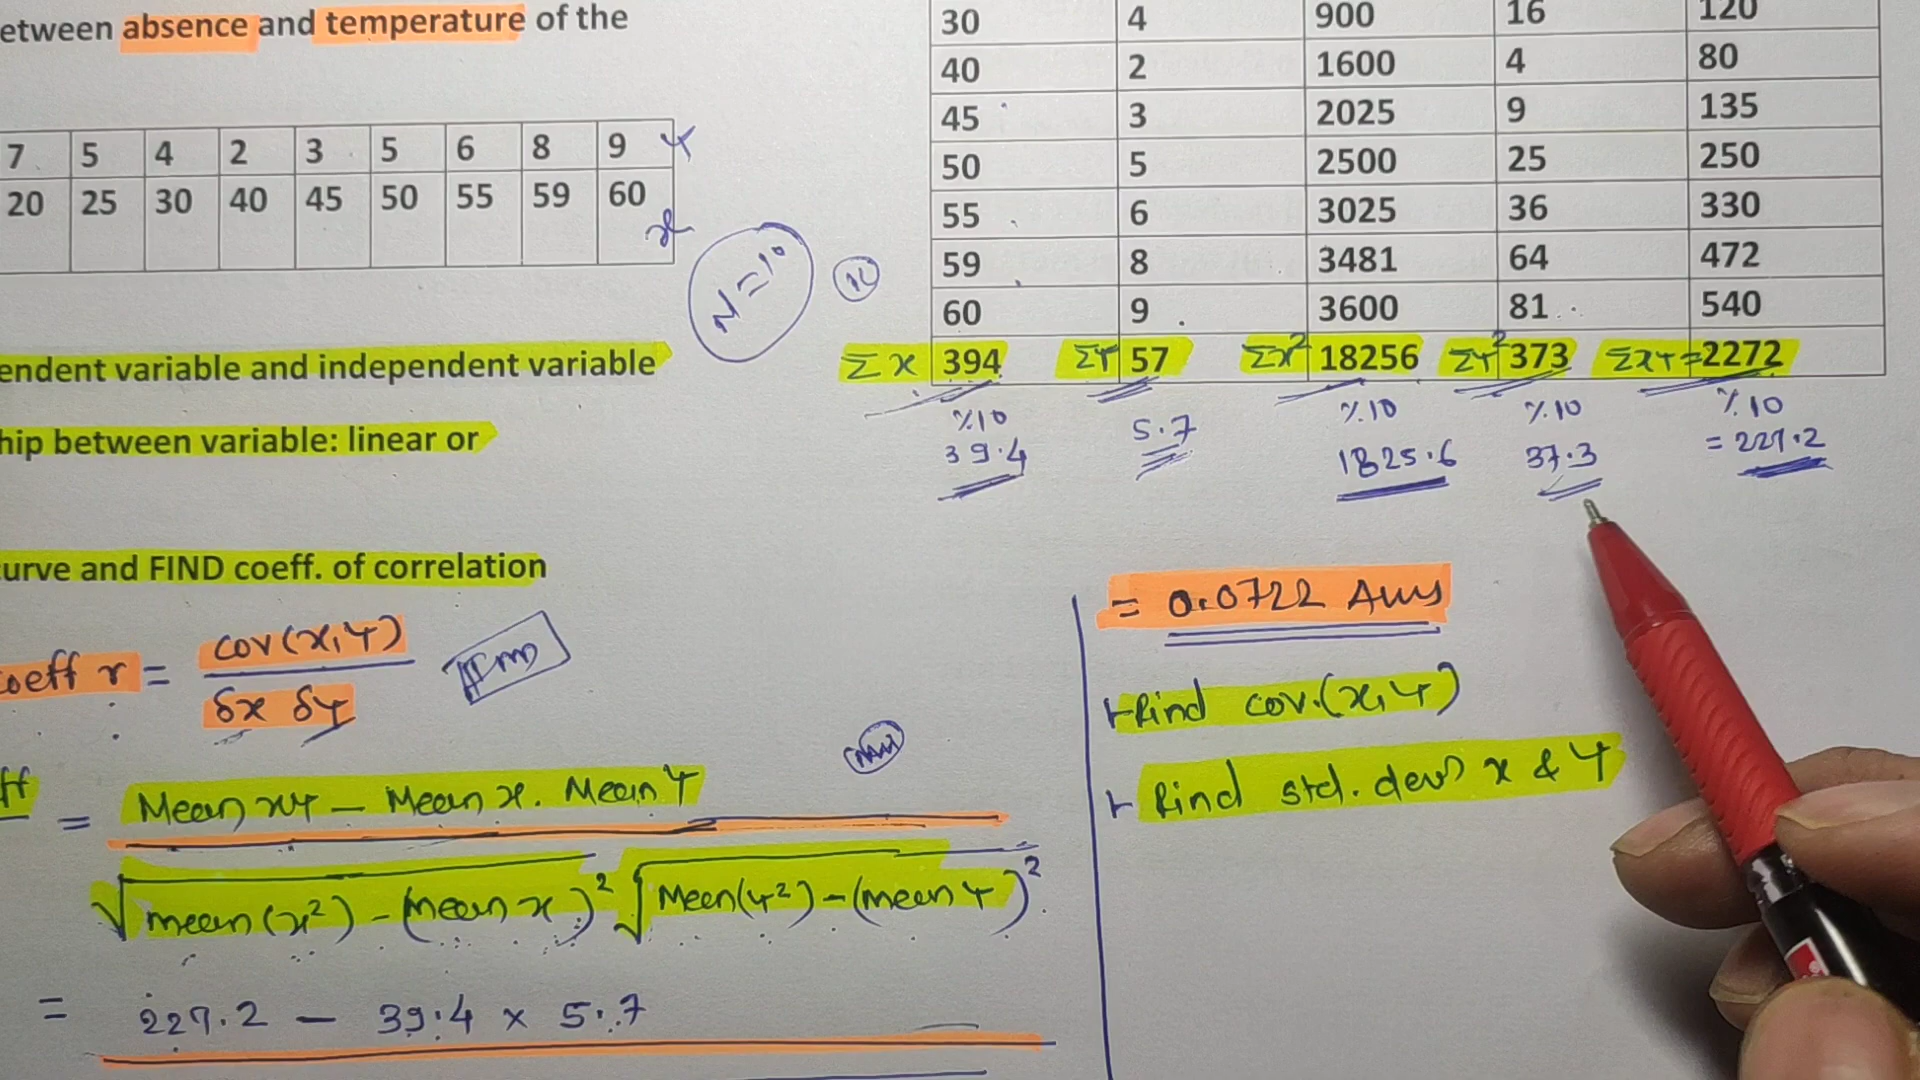 etween absence and temperature of the
7 5 4 2 3 5 6 8 9 Y
20 25 30 40 45 50 55 59 60
x
N=10
endent variable and independent variable
hip between variable: linear or
urve and FIND coeff. of correlation
coeff r = cov(x,Y)
δx δY
ff
= Mean xY - Mean x. Mean Y
√mean(x²) - (mean x)² √Mean(Y²) - (mean Y)²
= 227.2 - 39.4 x 5.7
30 4 900 16 120
40 2 1600 4 80
45 3 2025 9 135
50 5 2500 25 250
55 6 3025 36 330
59 8 3481 64 472
60 9 3600 81 540
Σx 394 ΣY 57 Σx² 18256 ΣY² 373 ΣxY = 2272
%10 %10 %10 %10
39.4 5.7 1825.6 37.3 = 227.2
= 0.0722 Ans
Find cov.(x,Y)
Find std. devn x & Y